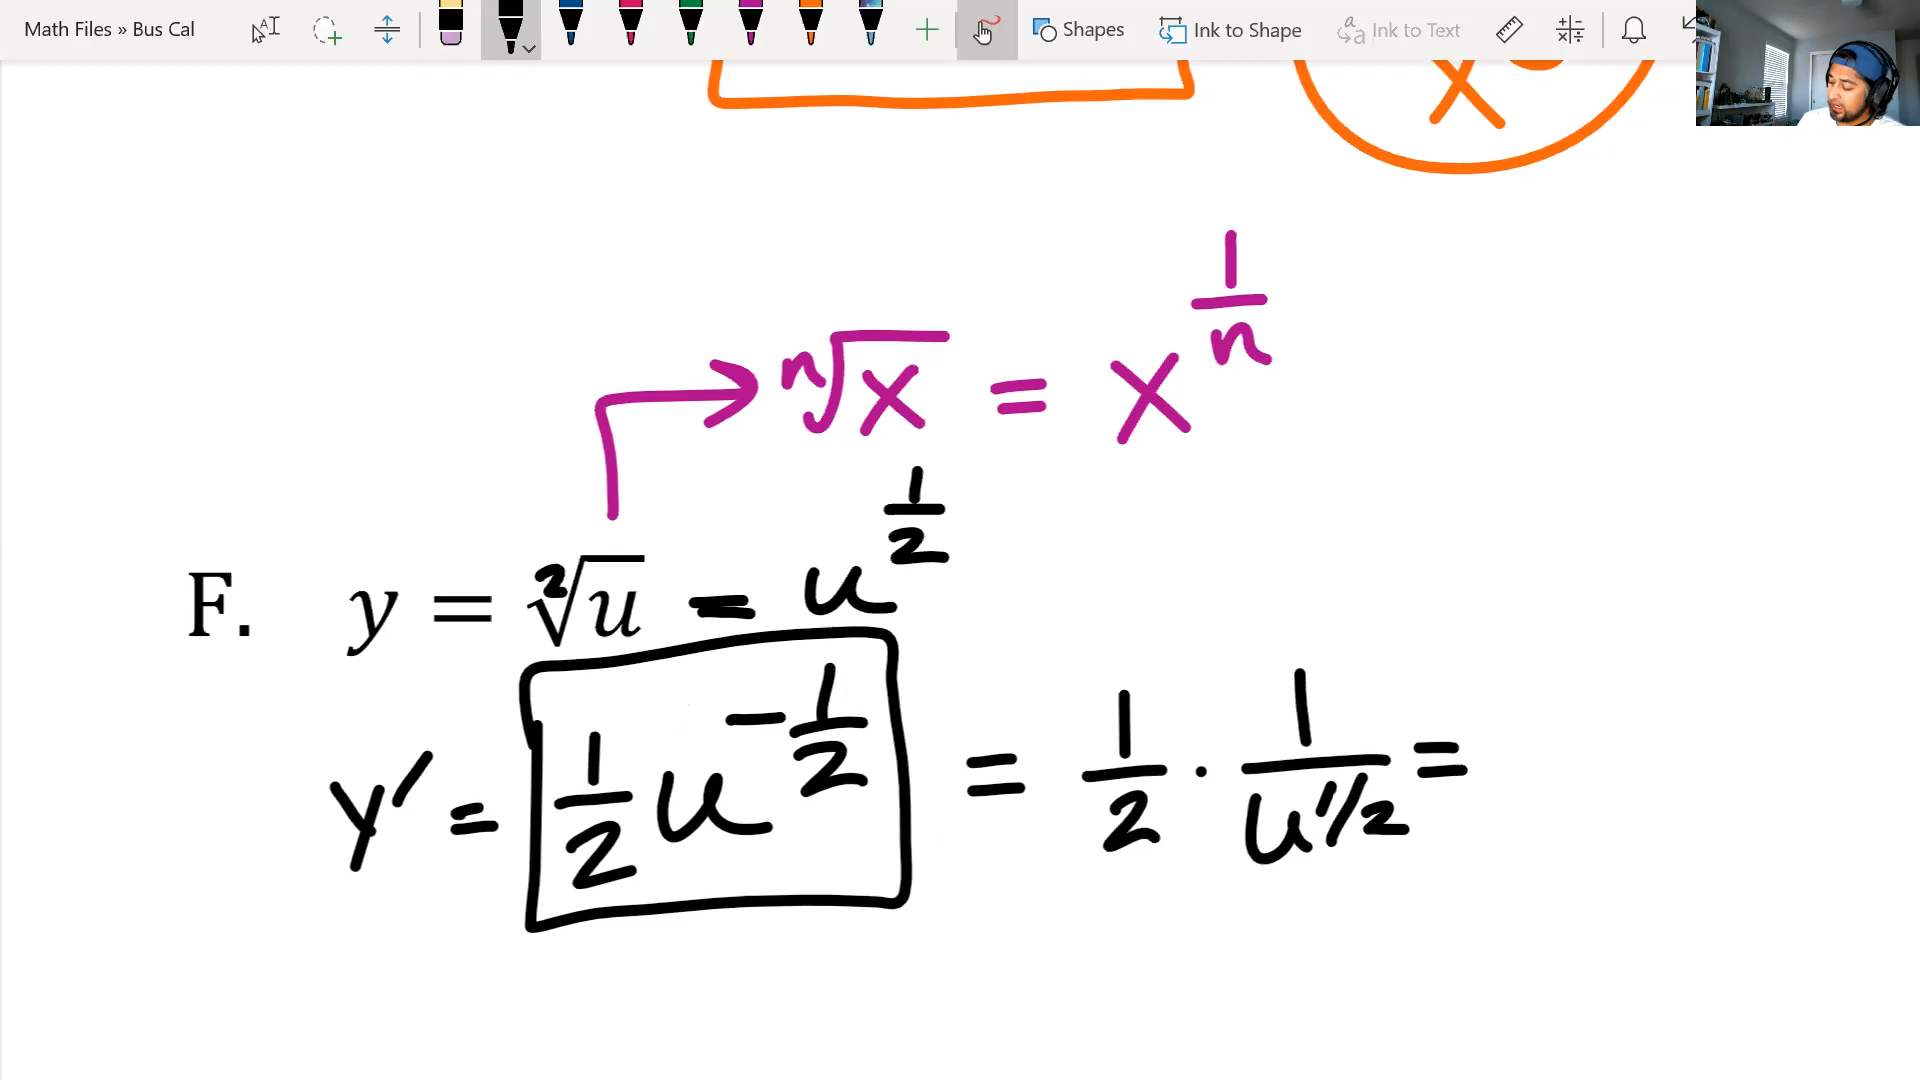 Math Files » Bus Cal Shapes Ink to Shape Ink to Text
x
ⁿ√x = x^(1/n)
F. y = ²√u = u^(1/2)
y′ = 1/2 u^(-1/2) = 1/2 · 1/u^(1/2) =